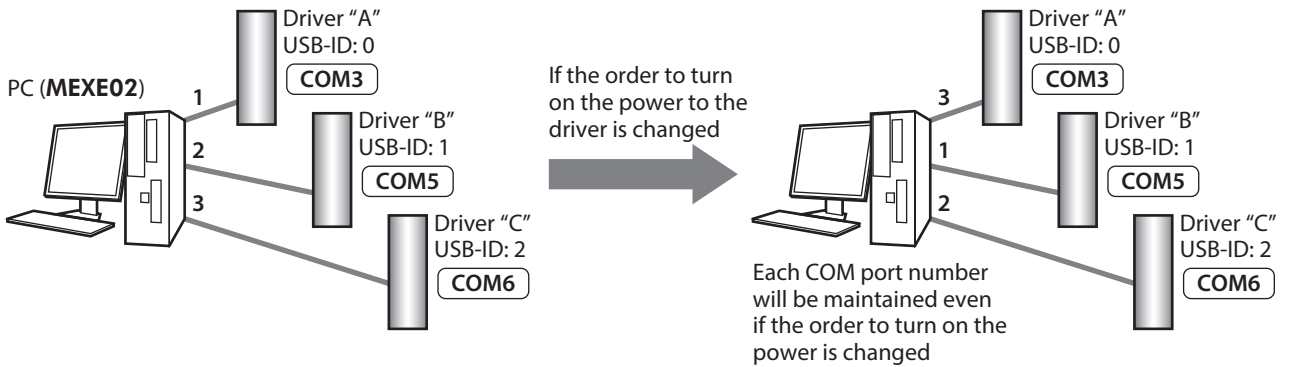 PC (MEXE02)
1
2
3
Driver “A”
USB-ID: 0
COM3
Driver “B”
USB-ID: 1
COM5
Driver “C”
USB-ID: 2
COM6
If the order to turn
on the power to the
driver is changed
3
1
2
Driver “A”
USB-ID: 0
COM3
Driver “B”
USB-ID: 1
COM5
Driver “C”
USB-ID: 2
COM6
Each COM port number
will be maintained even
if the order to turn on the
power is changed